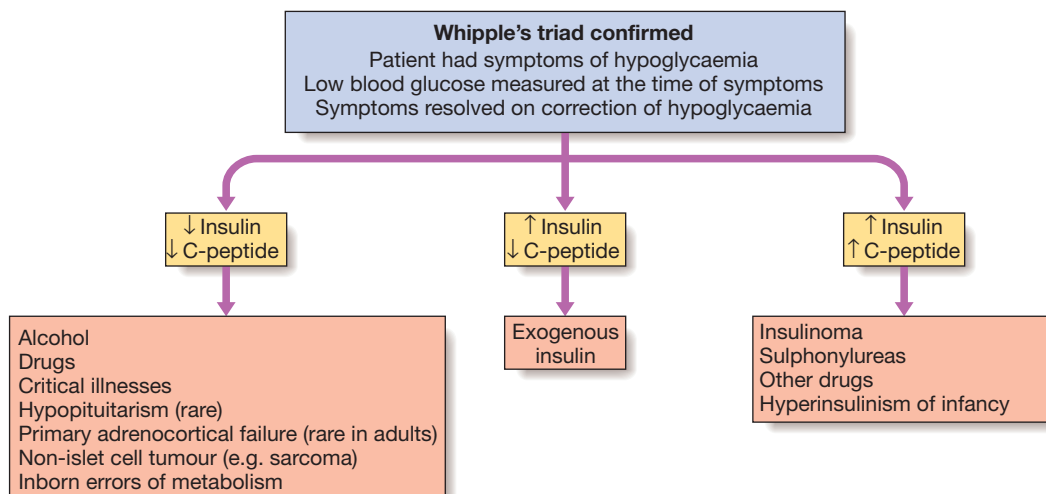 Whipple's triad confirmed
Patient had symptoms of hypoglycaemia
Low blood glucose measured at the time of symptoms
Symptoms resolved on correction of hypoglycaemia
↓ Insulin
↓ C-peptide
↑ Insulin
↓ C-peptide
↑ Insulin
↑ C-peptide
Alcohol
Drugs
Critical illnesses
Hypopituitarism (rare)
Primary adrenocortical failure (rare in adults)
Non-islet cell tumour (e.g. sarcoma)
Inborn errors of metabolism
Exogenous
insulin
Insulinoma
Sulphonylureas
Other drugs
Hyperinsulinism of infancy